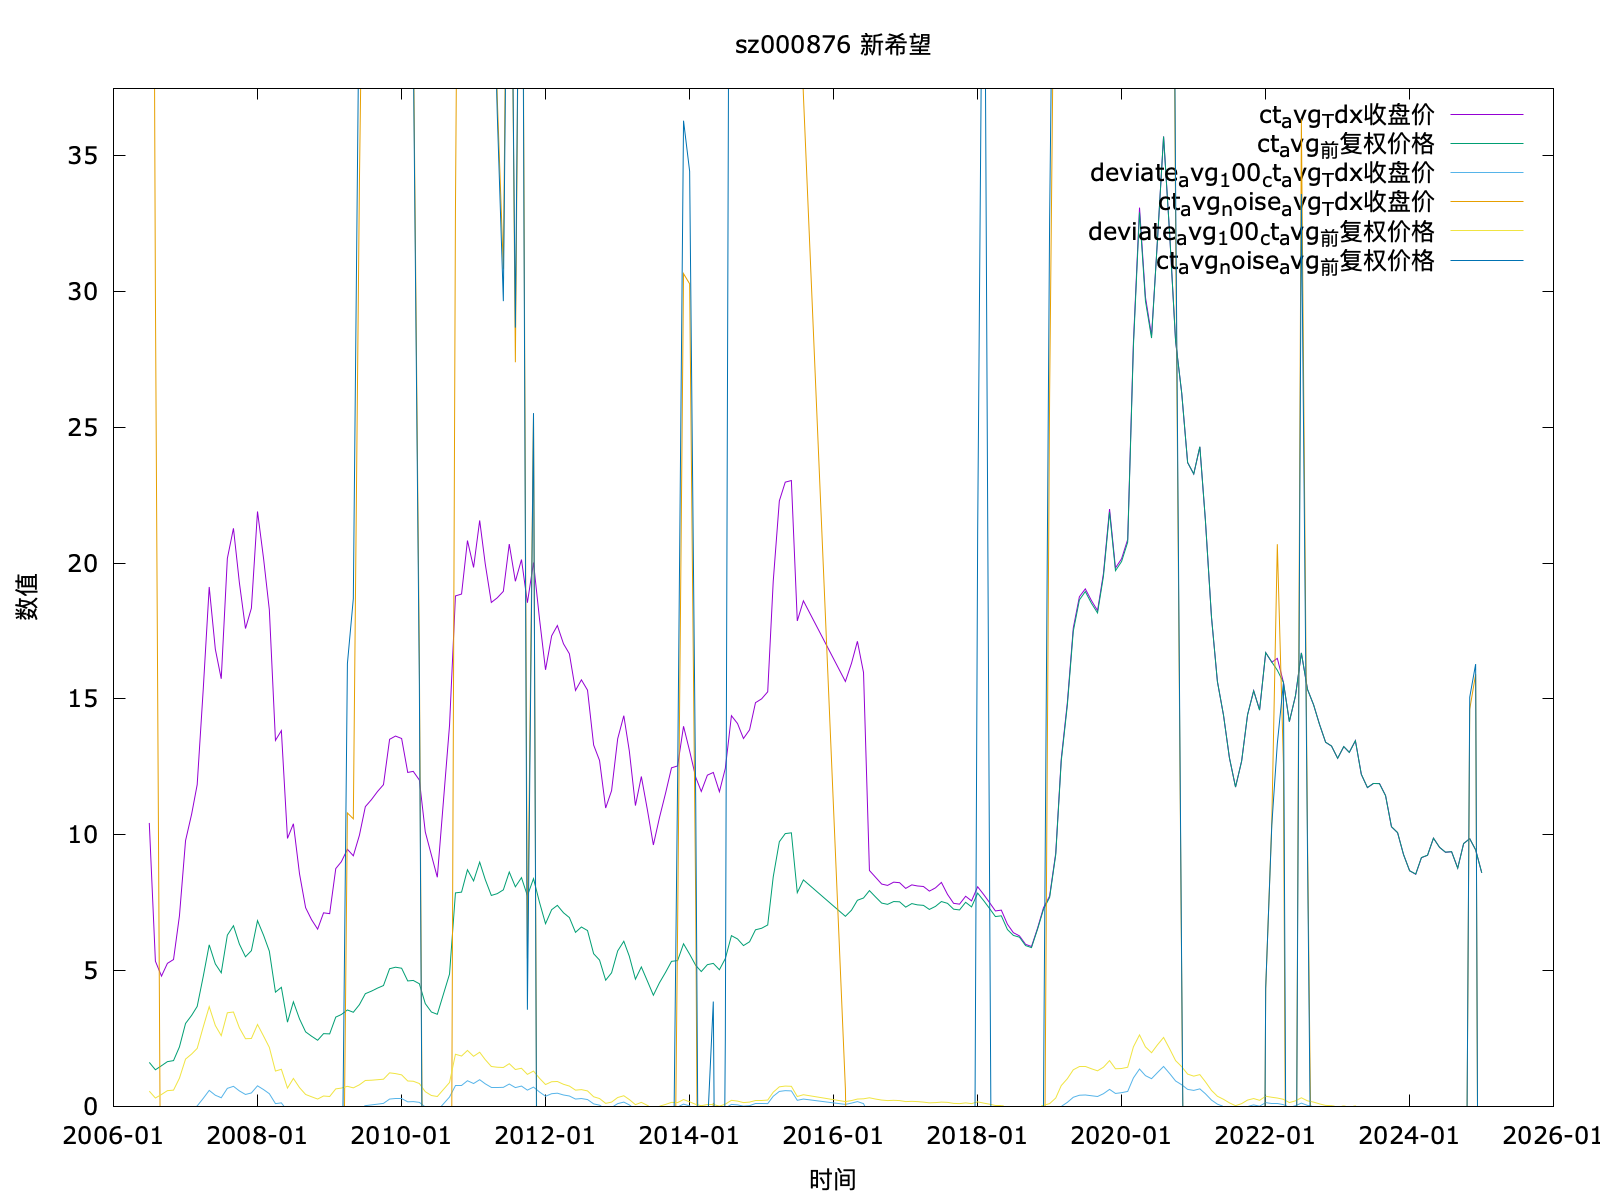 sz000876 新希望
ct_avg_Tdx收盘价
ct_avg_前复权价格
deviate_avg_100_ct_avg_Tdx收盘价
ct_avg_noise_avg_Tdx收盘价
deviate_avg_100_ct_avg_前复权价格
ct_avg_noise_avg_前复权价格
35
30
25
20
15
10
5
0
数值
2006-01 2008-01 2010-01 2012-01 2014-01 2016-01 2018-01 2020-01 2022-01 2024-01 2026-01
时间